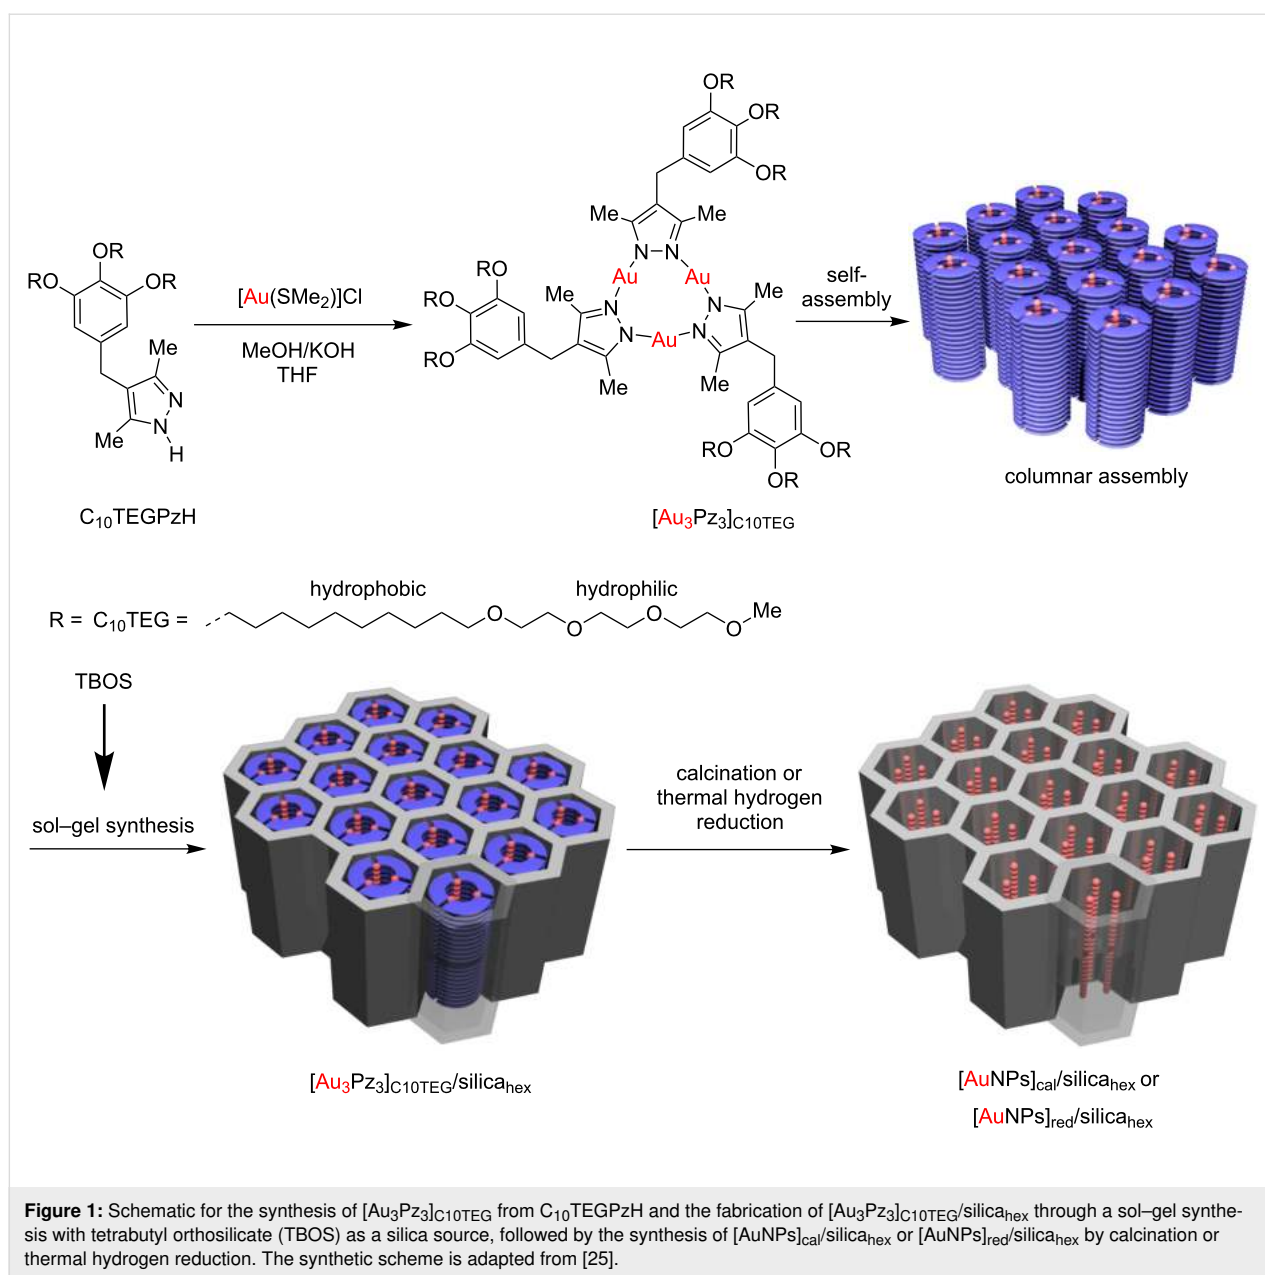 OR
OR
OR
RO
OR
OR
[Au(SMe2)]Cl
MeOH/KOH
THF
Me
Me
N
N
H
C10TEGPzH
Me
Me
N
N
Au
Au
RO
RO
RO
Me
N
N
Me
Au
N
N
Me
Me
RO
OR
OR
[Au3Pz3]C10TEG
self-
assembly
columnar assembly
hydrophobic
hydrophilic
R = C10TEG =
O
O
O
O
Me
TBOS
sol–gel synthesis
calcination or
thermal hydrogen
reduction
[Au3Pz3]C10TEG/silicahex
[AuNPs]cal/silicahex or
[AuNPs]red/silicahex
Figure 1: Schematic for the synthesis of [Au3Pz3]C10TEG from C10TEGPzH and the fabrication of [Au3Pz3]C10TEG/silicahex through a sol–gel synthe-
sis with tetrabutyl orthosilicate (TBOS) as a silica source, followed by the synthesis of [AuNPs]cal/silicahex or [AuNPs]red/silicahex by calcination or
thermal hydrogen reduction. The synthetic scheme is adapted from [25].